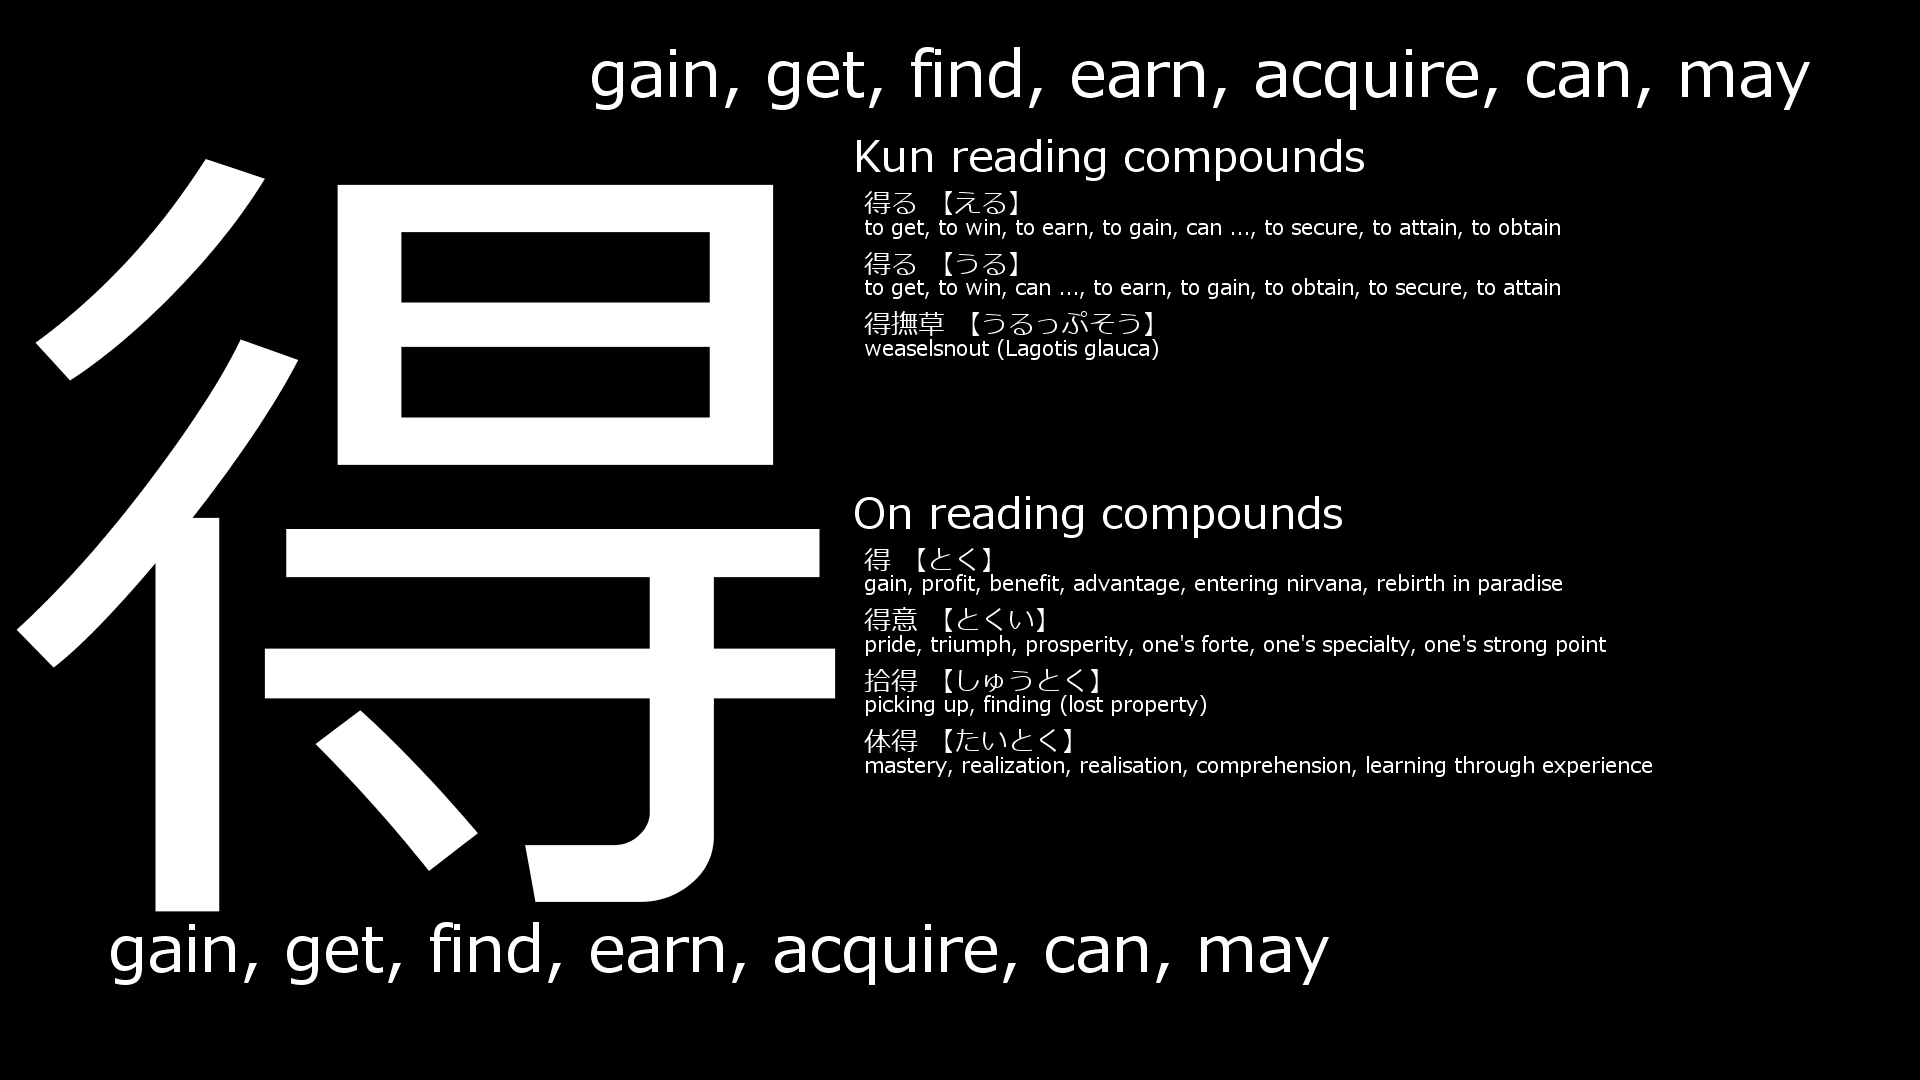 gain, get, find, earn, acquire, can, may
得
Kun reading compounds
得る 【える】
to get, to win, to earn, to gain, can ..., to secure, to attain, to obtain
得る 【うる】
to get, to win, can ..., to earn, to gain, to obtain, to secure, to attain
得撫草 【うるっぷそう】
weaselsnout (Lagotis glauca)
On reading compounds
得 【とく】
gain, profit, benefit, advantage, entering nirvana, rebirth in paradise
得意 【とくい】
pride, triumph, prosperity, one's forte, one's specialty, one's strong point
拾得 【しゅうとく】
picking up, finding (lost property)
体得 【たいとく】
mastery, realization, realisation, comprehension, learning through experience
gain, get, find, earn, acquire, can, may